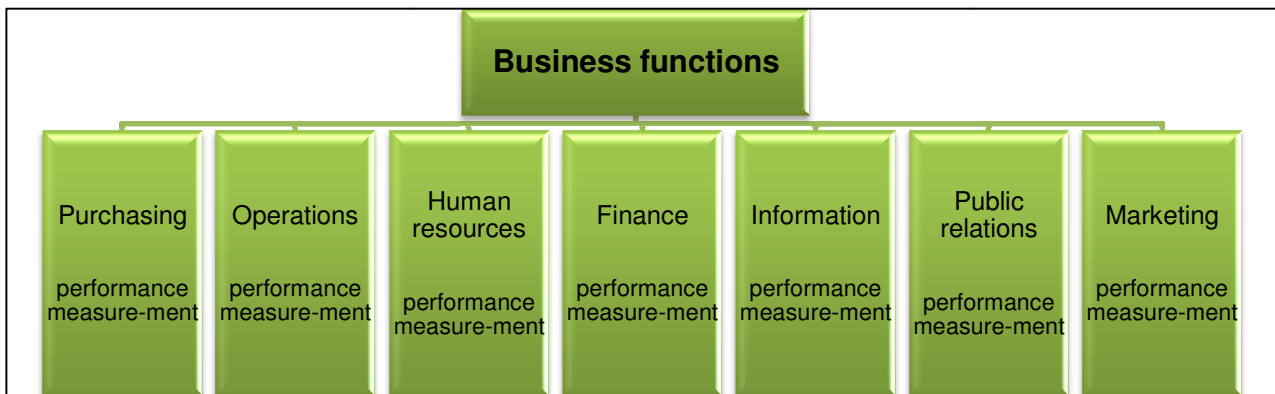 Business functions
Purchasing
performance
measure-ment
Operations
performance
measure-ment
Human
resources
performance
measure-ment
Finance
performance
measure-ment
Information
performance
measure-ment
Public
relations
performance
measure-ment
Marketing
performance
measure-ment